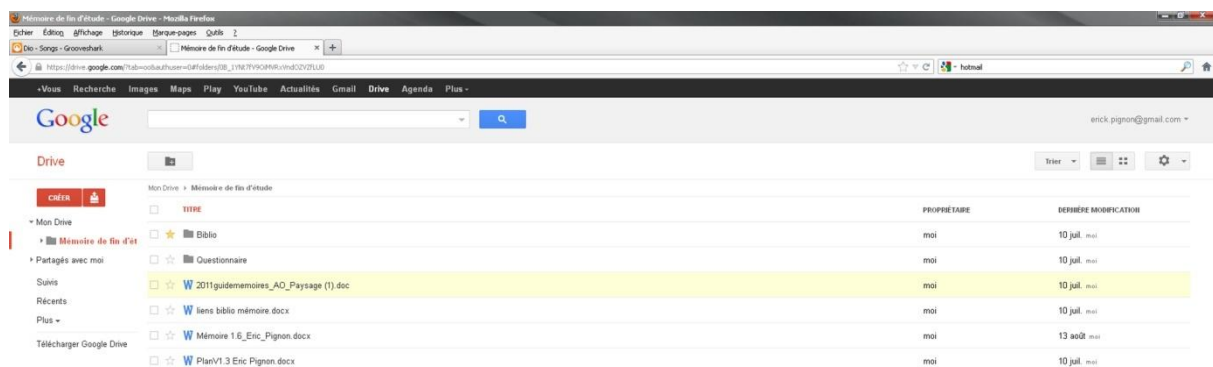 Mémoire de fin d'étude - Google Drive - Mozilla Firefox
Fichier Édition Affichage Historique Marque-pages Outils ?
Dio - Songs - Grooveshark × Mémoire de fin d'étude - Google Drive × +
hotmail
+Vous Recherche Images Maps Play YouTube Actualités Gmail Drive Agenda Plus
Google erick.pignon@gmail.com
Drive Trier
CRÉER Mon Drive > Mémoire de fin d'étude
TITRE PROPRIÉTAIRE DERNIÈRE MODIFICATION
Mon Drive
Biblio moi 10 juil. moi
Mémoire de fin d'ét
Partagés avec moi Questionnaire moi 10 juil. moi
Suivis 2011guidememoires_AO_Paysage (1).doc moi 10 juil. moi
Récents liens biblio mémoire.docx moi 10 juil. moi
Plus
Mémoire 1.6_Eric_Pignon.docx moi 13 août moi
Télécharger Google Drive
PlanV1.3 Eric Pignon.docx moi 10 juil. moi